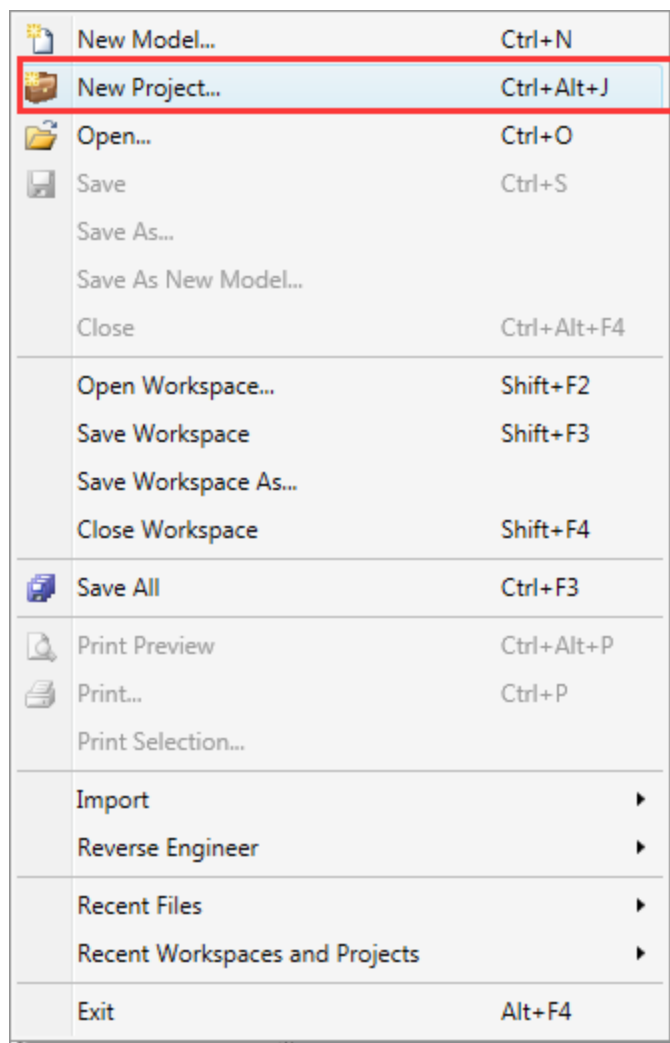 New Model... Ctrl+N
New Project... Ctrl+Alt+J
Open... Ctrl+O
Save Ctrl+S
Save As...
Save As New Model...
Close Ctrl+Alt+F4
Open Workspace... Shift+F2
Save Workspace Shift+F3
Save Workspace As...
Close Workspace Shift+F4
Save All Ctrl+F3
Print Preview Ctrl+Alt+P
Print... Ctrl+P
Print Selection...
Import
Reverse Engineer
Recent Files
Recent Workspaces and Projects
Exit Alt+F4